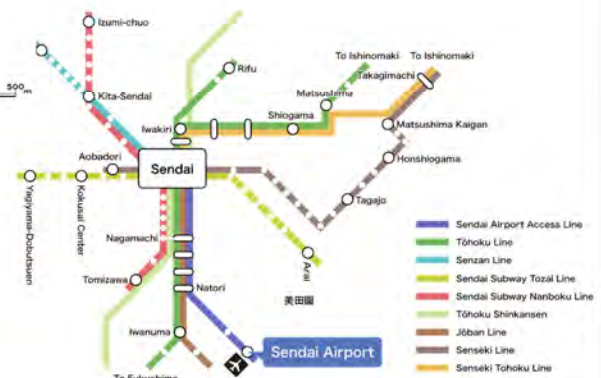 Izumi-chuo
To Ishinomaki
To Ishinomaki
Rifu
Takagimachi
500m
Kita-Sendai
Matsushima
Shiogama
Iwakiri
Matsushima Kaigan
Aobadori
Sendai
Honshiogama
Yagiyama-Dobutsuen
Kokusai Center
Tagajo
Nagamachi
Arai
Tomizawa
Natori
美田園
Iwanuma
Sendai Airport
To Fukushima
Sendai Airport Access Line
Tōhoku Line
Senzan Line
Sendai Subway Tozai Line
Sendai Subway Nanboku Line
Tōhoku Shinkansen
Jōban Line
Senseki Line
Senseki Tohoku Line